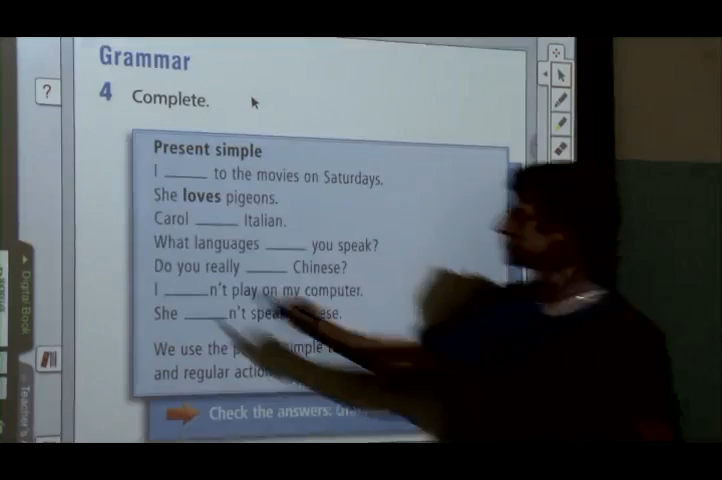 Grammar
4 Complete.
?
Present simple
I _____ to the movies on Saturdays.
She loves pigeons.
Carol _____ Italian.
What languages _____ you speak?
Do you really _____ Chinese?
I _____n't play on my computer.
She _____n't
We use the
and regular
Check the answers:
Digital Book
Teacher's